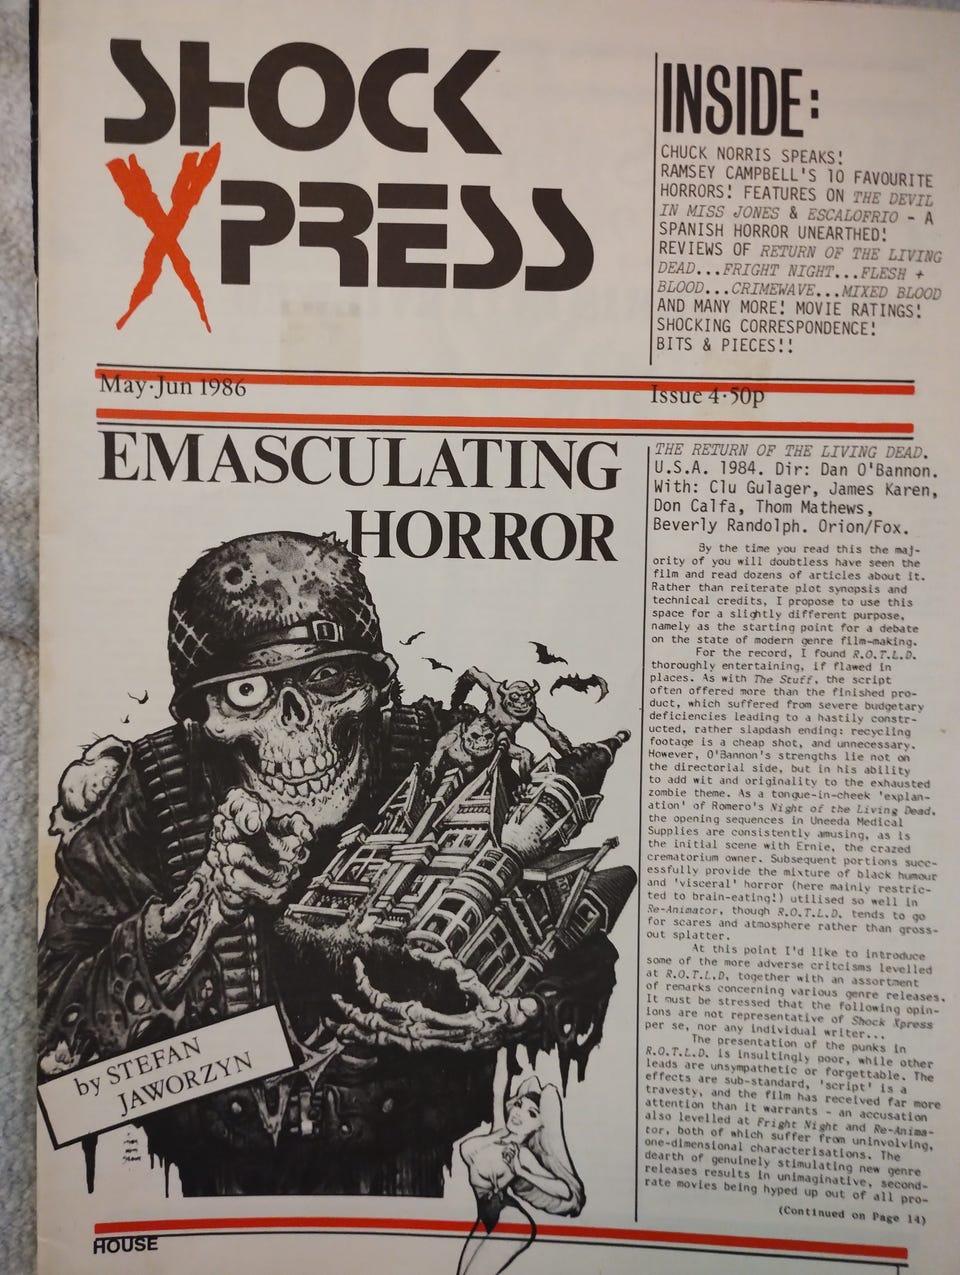 SHOCK
XPRESS
INSIDE:
CHUCK NORRIS SPEAKS!
RAMSEY CAMPBELL'S 10 FAVOURITE
HORRORS! FEATURES ON THE DEVIL
IN MISS JONES & ESCALOFRIO - A
SPANISH HORROR UNEARTHED!
REVIEWS OF RETURN OF THE LIVING
DEAD...FRIGHT NIGHT...FLESH +
BLOOD...CRIMEWAVE...MIXED BLOOD
AND MANY MORE! MOVIE RATINGS!
SHOCKING CORRESPONDENCE!
BITS & PIECES!!
May·Jun 1986
Issue 4·50p
EMASCULATING
HORROR
by STEFAN
JAWORZYN
THE RETURN OF THE LIVING DEAD.
U.S.A. 1984. Dir: Dan O'Bannon.
With: Clu Gulager, James Karen,
Don Calfa, Thom Mathews,
Beverly Randolph. Orion/Fox.
By the time you read this the maj-
ority of you will doubtless have seen the
film and read dozens of articles about it.
Rather than reiterate plot synopsis and
technical credits, I propose to use this
space for a slightly different purpose,
namely as the starting point for a debate
on the state of modern genre film-making.
For the record, I found R.O.T.L.D.
thoroughly entertaining, if flawed in
places. As with The Stuff, the script
often offered more than the finished pro-
duct, which suffered from severe budgetary
deficiencies leading to a hastily constr-
ucted, rather slapdash ending: recycling
footage is a cheap shot, and unnecessary.
However, O'Bannon's strengths lie not on
the directorial side, but in his ability
to add wit and originality to the exhausted
zombie theme. As a tongue-in-cheek 'explan-
ation' of Romero's Night of the Living Dead,
the opening sequences in Uneeda Medical
Supplies are consistently amusing, as is
the initial scene with Ernie, the crazed
crematorium owner. Subsequent portions succ-
essfully provide the mixture of black humour
and 'visceral' horror (here mainly restric-
ted to brain-eating!) utilised so well in
Re-Animator, though R.O.T.L.D. tends to go
for scares and atmosphere rather than gross-
out splatter.
At this point I'd like to introduce
some of the more adverse critcisms levelled
at R.O.T.L.D, together with an assortment
of remarks concerning various genre releases.
It must be stressed that the following opin-
ions are not representative of Shock Xpress
per se, nor any individual writer...
The presentation of the punks in
R.O.T.L.D. is insultingly poor, while other
leads are unsympathetic or forgettable. The
effects are sub-standard, 'script' is a
travesty, and the film has received far more
attention than it warrants - an accusation
also levelled at Fright Night and Re-Anima-
tor, both of which suffer from uninvolving,
one-dimensional characterisations. The
dearth of genuinely stimulating new genre
releases results in unimaginative, second-
rate movies being hyped up out of all pro-
(Continued on Page 14)
HOUSE